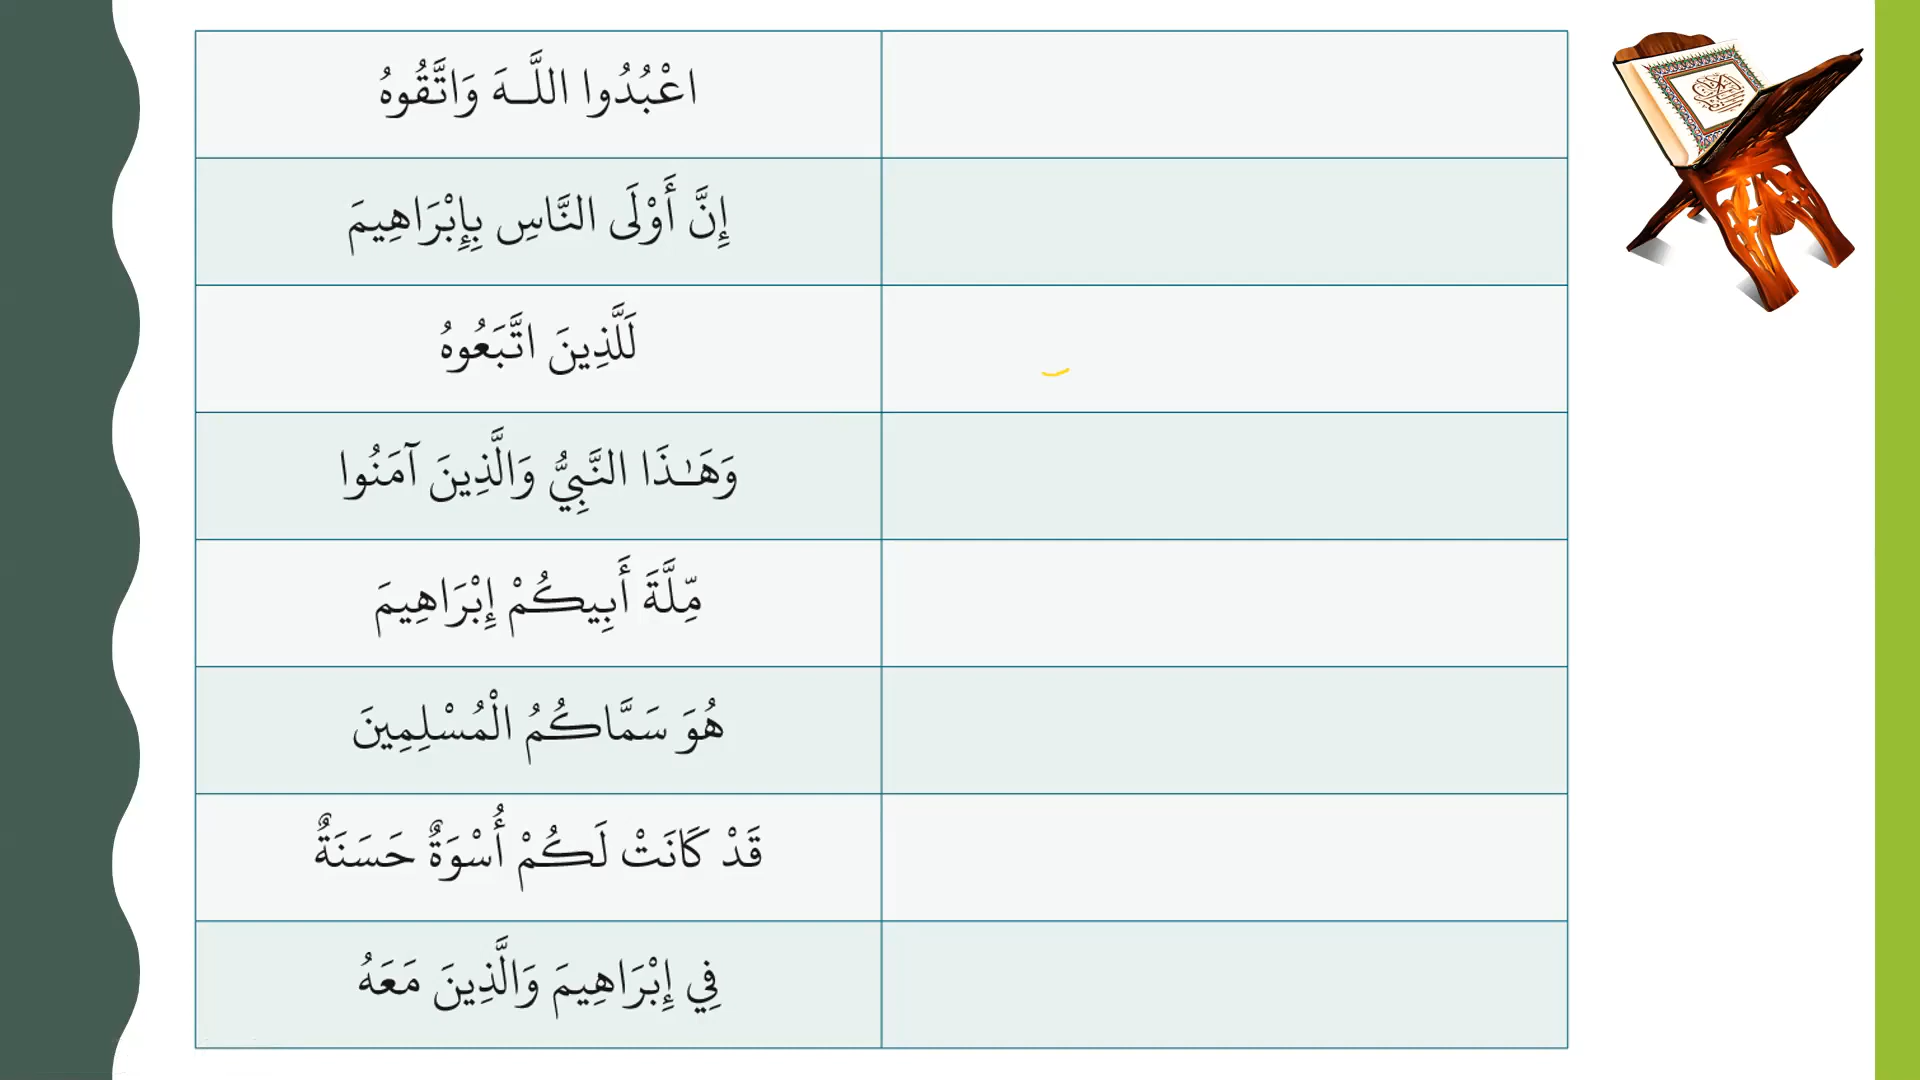 اعْبُدُوا اللَّـهَ وَاتَّقُوهُ
إِنَّ أَوْلَى النَّاسِ بِإِبْرَاهِيمَ
لَلَّذِينَ اتَّبَعُوهُ
وَهَـٰذَا النَّبِيُّ وَالَّذِينَ آمَنُوا
مِّلَّةَ أَبِيكُمْ إِبْرَاهِيمَ
هُوَ سَمَّاكُمُ الْمُسْلِمِينَ
قَدْ كَانَتْ لَكُمْ أُسْوَةٌ حَسَنَةٌ
فِي إِبْرَاهِيمَ وَالَّذِينَ مَعَهُ